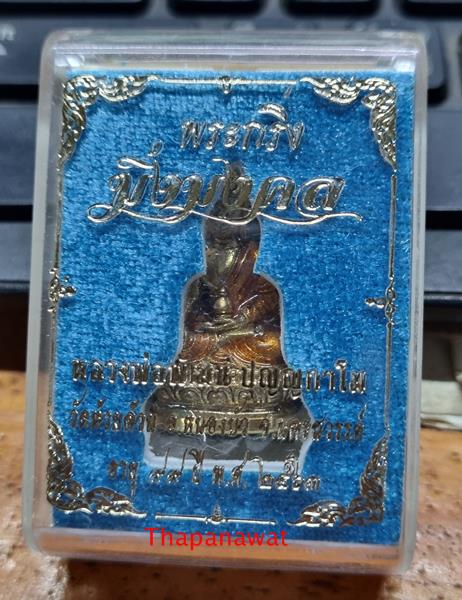 พระกริ่ง
มิ่งมงคล
หลวงพ่อพัฒน์ ปุญฺญกาโม
วัดห้วยด้วน อ.หนองบัว จ.นครสวรรค์
อายุ ๙๙ ปี พ.ศ. ๒๕๖๓
Thapanawat